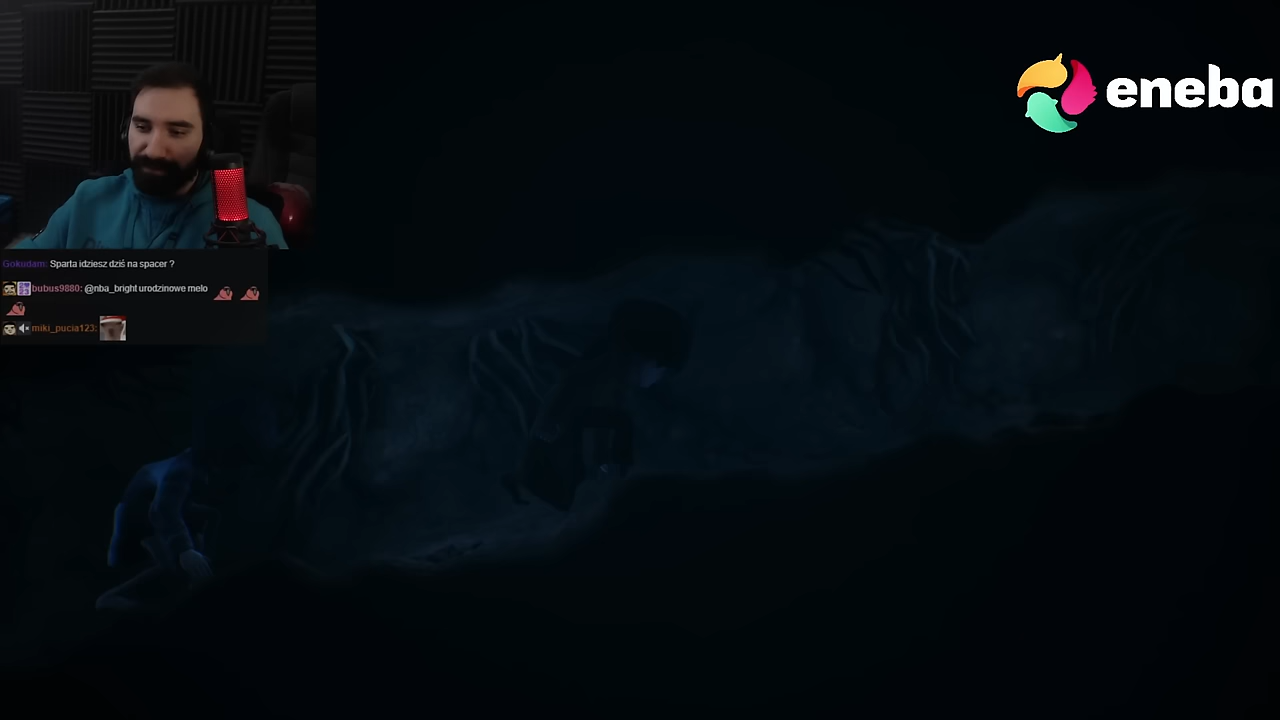 eneba
Gokudam: Sparta idziesz dziś na spacer ?
bubus9880: @nba_bright urodzinowe melo
miki_pucia123: